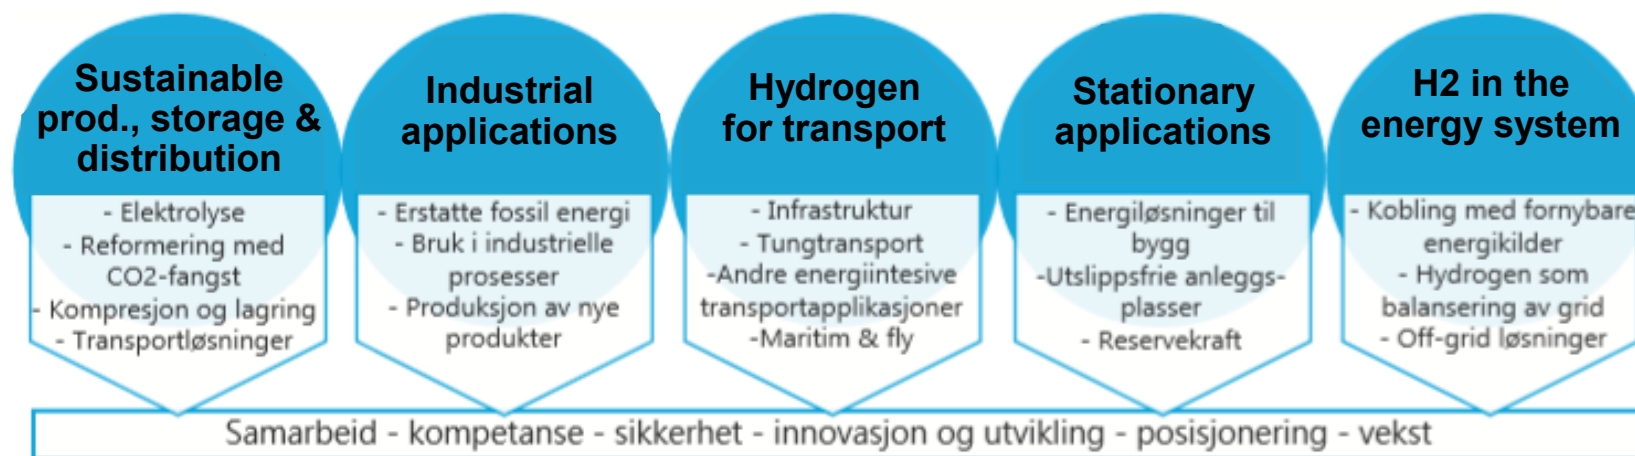 Sustainable
prod., storage &
distribution
- Elektrolyse
- Reformering med
CO2-fangst
- Kompresjon og lagring
- Transportløsninger
Industrial
applications
- Erstatte fossil energi
- Bruk i industrielle
prosesser
- Produksjon av nye
produkter
Hydrogen
for transport
- Infrastruktur
- Tungtransport
-Andre energiintesive
transportapplikasjoner
-Maritim & fly
Stationary
applications
- Energiløsninger til
bygg
-Utslippsfrie anleggs-
plasser
- Reservekraft
H2 in the
energy system
- Kobling med fornybare
energikilder
- Hydrogen som
balansering av grid
- Off-grid løsninger
Samarbeid - kompetanse - sikkerhet - innovasjon og utvikling - posisjonering - vekst